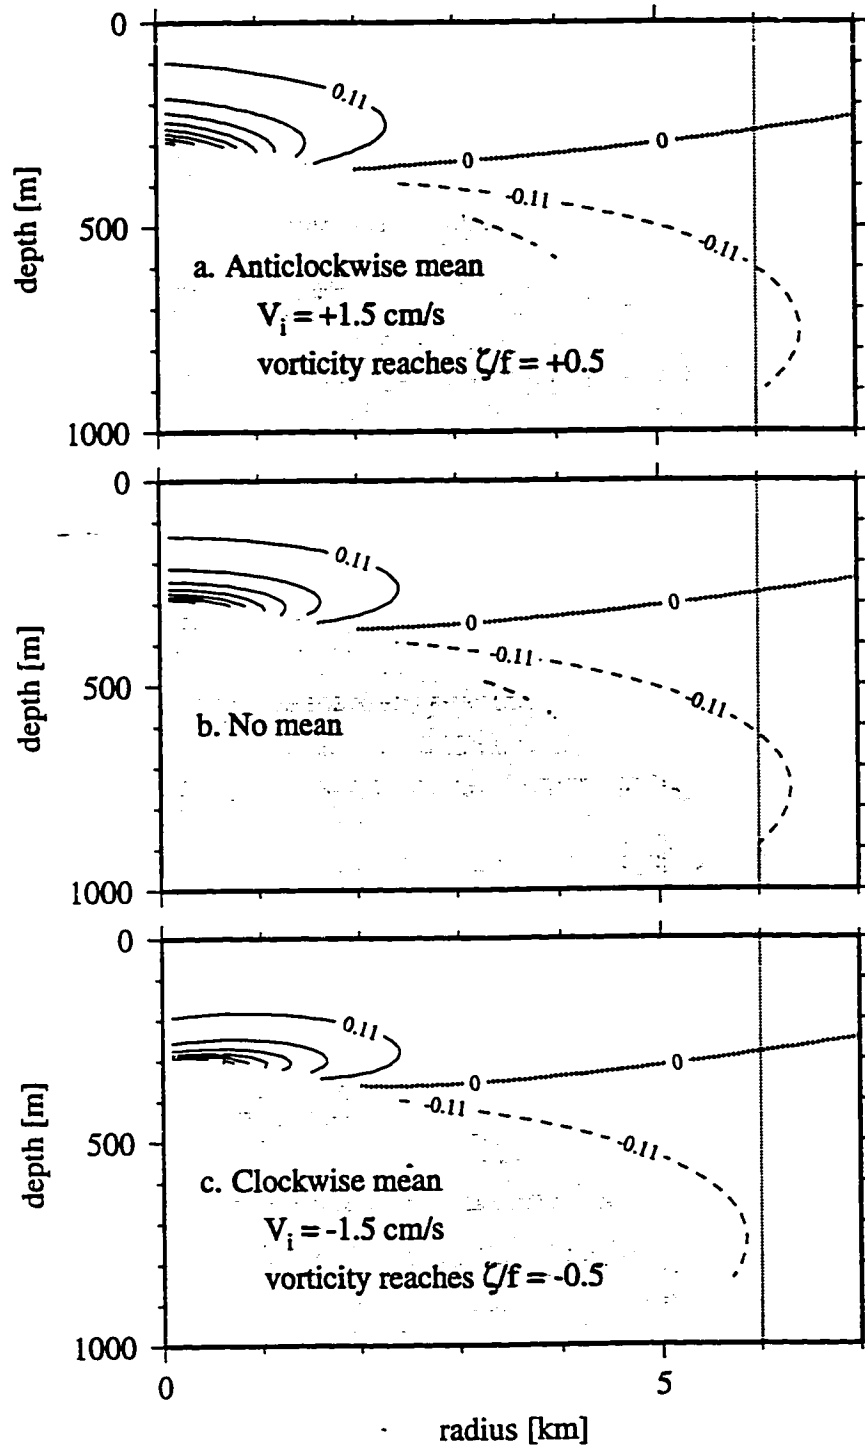 0
0.11
0
0
-0.11
-0.11
500
depth [m]
a. Anticlockwise mean
Vᵢ = +1.5 cm/s
vorticity reaches ζ/f = +0.5
1000
0
0.11
0
0
-0.11
-0.11
500
depth [m]
b. No mean
1000
0
0.11
0
0
-0.11
-0.11
500
depth [m]
c. Clockwise mean
Vᵢ = -1.5 cm/s
vorticity reaches ζ/f = -0.5
1000
0
5
radius [km]